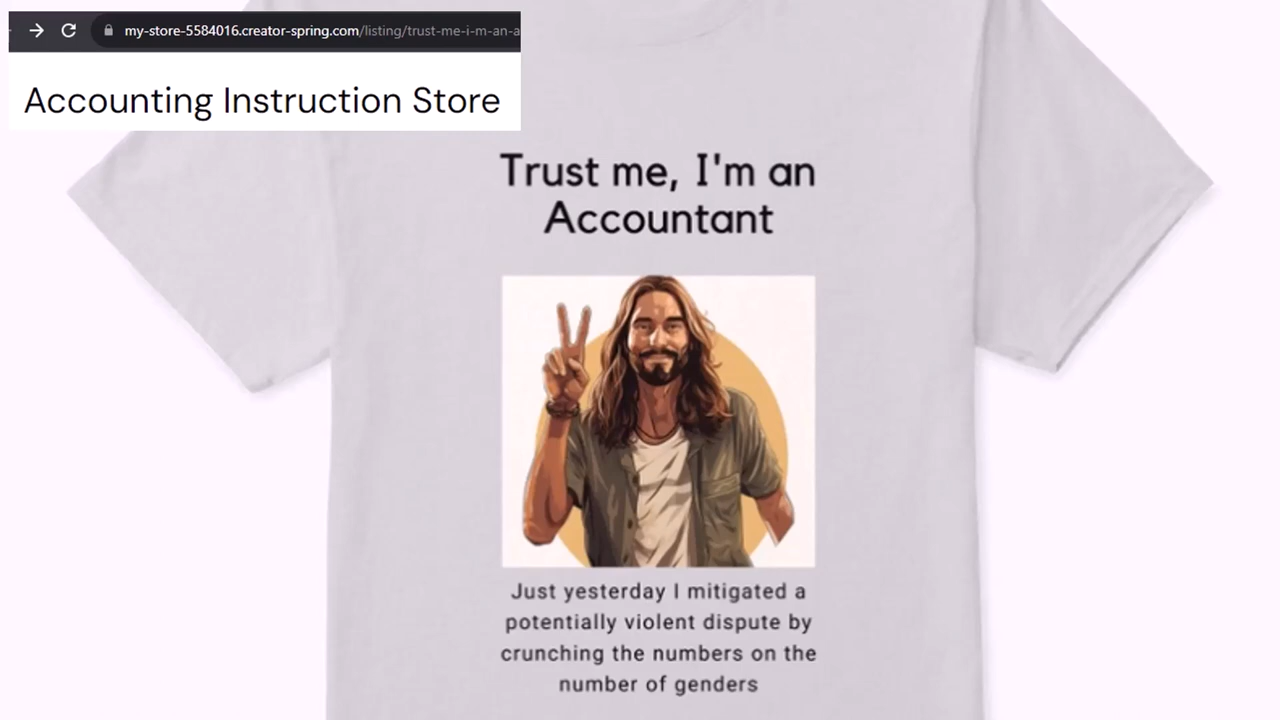 my-store-5584016.creator-spring.com/listing/trust-me-i-m-an-a
Accounting Instruction Store
Trust me, I'm an
Accountant
Just yesterday I mitigated a
potentially violent dispute by
crunching the numbers on the
number of genders